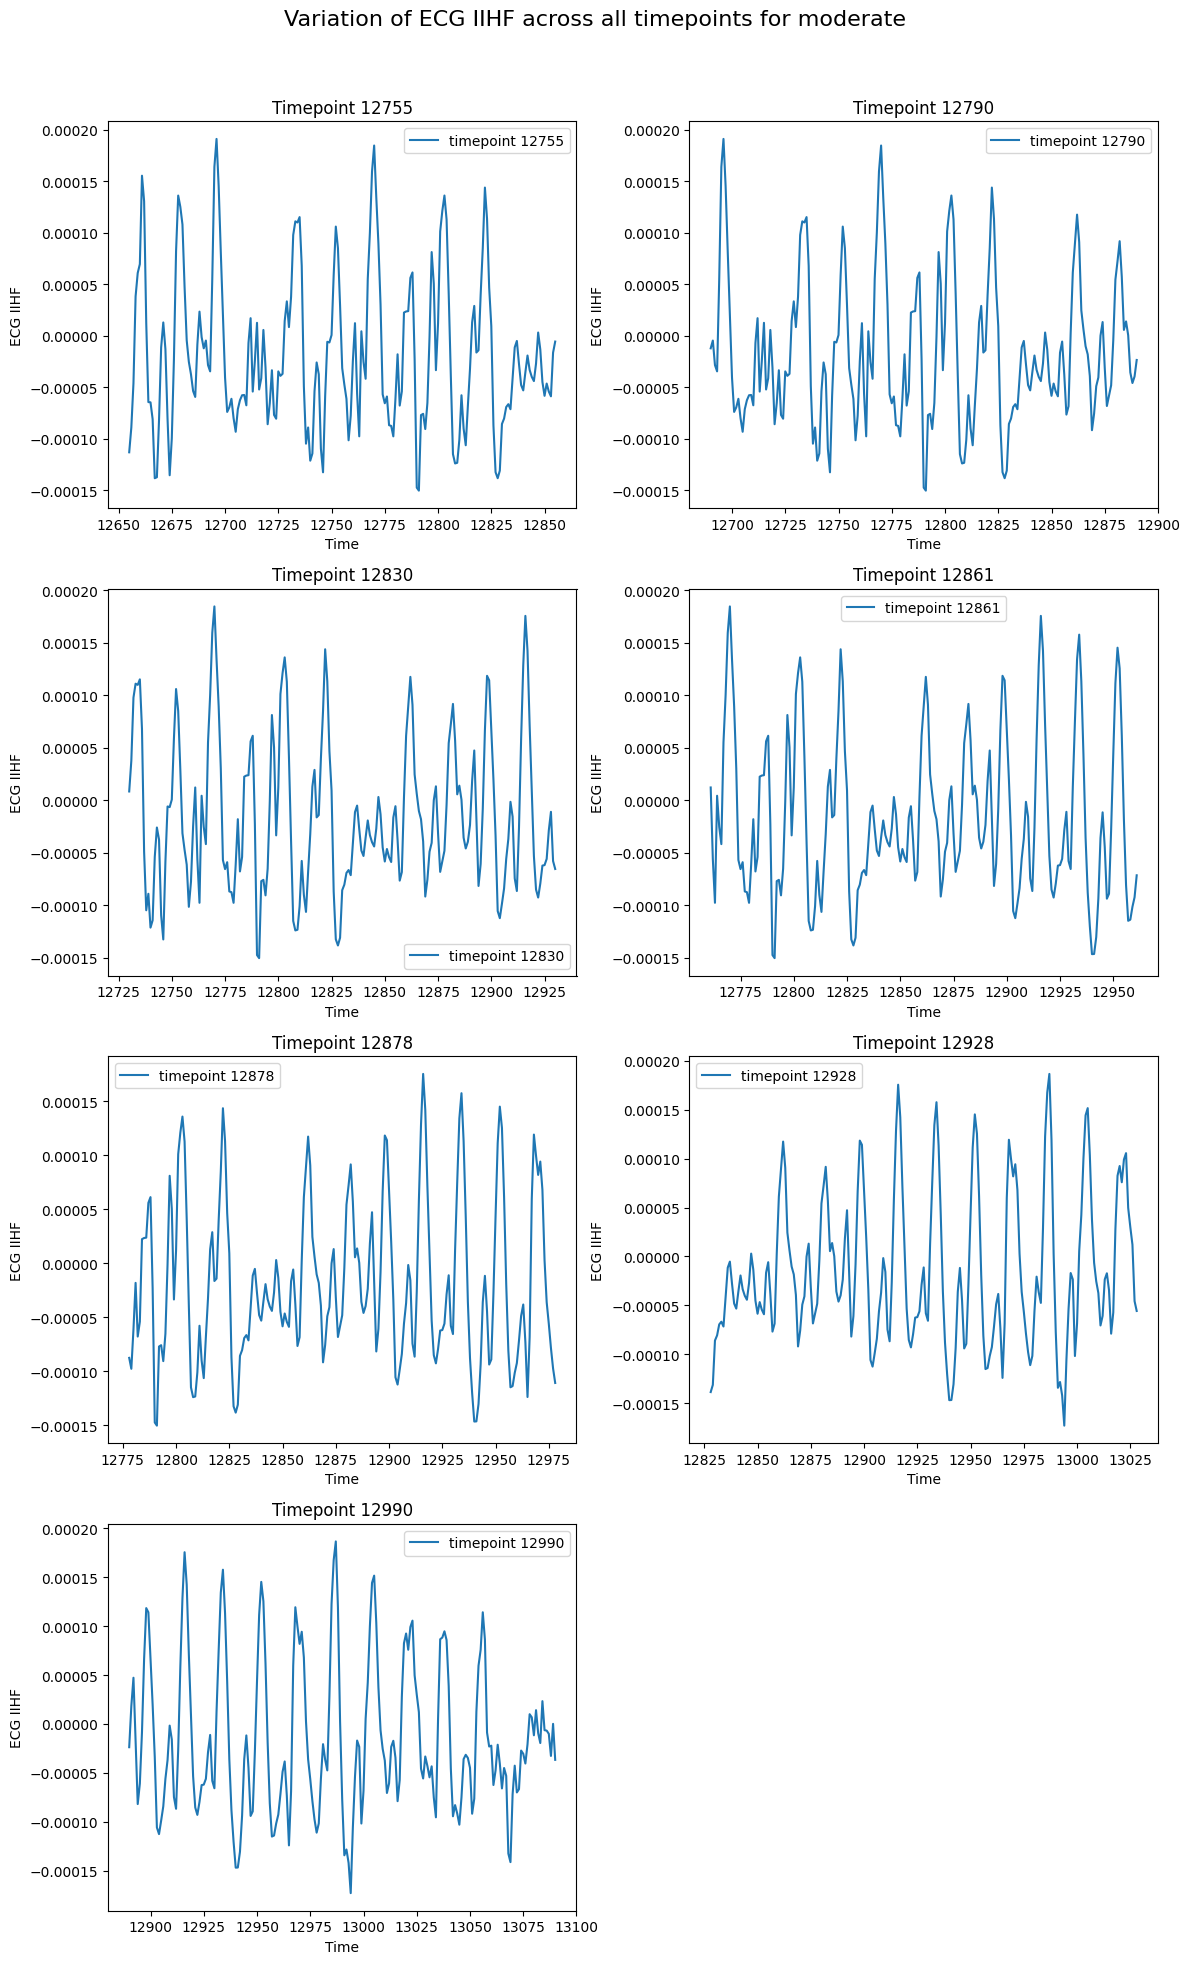 Variation of ECG IIHF across all timepoints for moderate
Timepoint 12755
0.00020
0.00015
0.00010
0.00005
0.00000
−0.00005
−0.00010
−0.00015
ECG IIHF
timepoint 12755
12650 12675 12700 12725 12750 12775 12800 12825 12850
Time
Timepoint 12790
0.00020
0.00015
0.00010
0.00005
0.00000
−0.00005
−0.00010
−0.00015
ECG IIHF
timepoint 12790
12700 12725 12750 12775 12800 12825 12850 12875 12900
Time
Timepoint 12830
0.00020
0.00015
0.00010
0.00005
0.00000
−0.00005
−0.00010
−0.00015
ECG IIHF
timepoint 12830
12725 12750 12775 12800 12825 12850 12875 12900 12925
Time
Timepoint 12861
0.00020
0.00015
0.00010
0.00005
0.00000
−0.00005
−0.00010
−0.00015
ECG IIHF
timepoint 12861
12775 12800 12825 12850 12875 12900 12925 12950
Time
Timepoint 12878
0.00015
0.00010
0.00005
0.00000
−0.00005
−0.00010
−0.00015
ECG IIHF
timepoint 12878
12775 12800 12825 12850 12875 12900 12925 12950 12975
Time
Timepoint 12928
0.00020
0.00015
0.00010
0.00005
0.00000
−0.00005
−0.00010
−0.00015
ECG IIHF
timepoint 12928
12825 12850 12875 12900 12925 12950 12975 13000 13025
Time
Timepoint 12990
0.00020
0.00015
0.00010
0.00005
0.00000
−0.00005
−0.00010
−0.00015
ECG IIHF
timepoint 12990
12900 12925 12950 12975 13000 13025 13050 13075 13100
Time